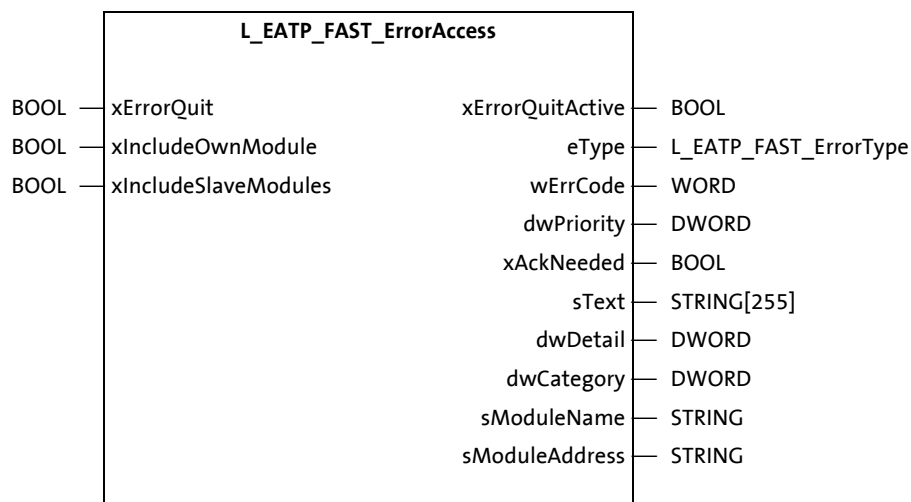 L_EATP_FAST_ErrorAccess
BOOL xErrorQuit xErrorQuitActive BOOL
BOOL xIncludeOwnModule eType L_EATP_FAST_ErrorType
BOOL xIncludeSlaveModules wErrCode WORD
dwPriority DWORD
xAckNeeded BOOL
sText STRING[255]
dwDetail DWORD
dwCategory DWORD
sModuleName STRING
sModuleAddress STRING